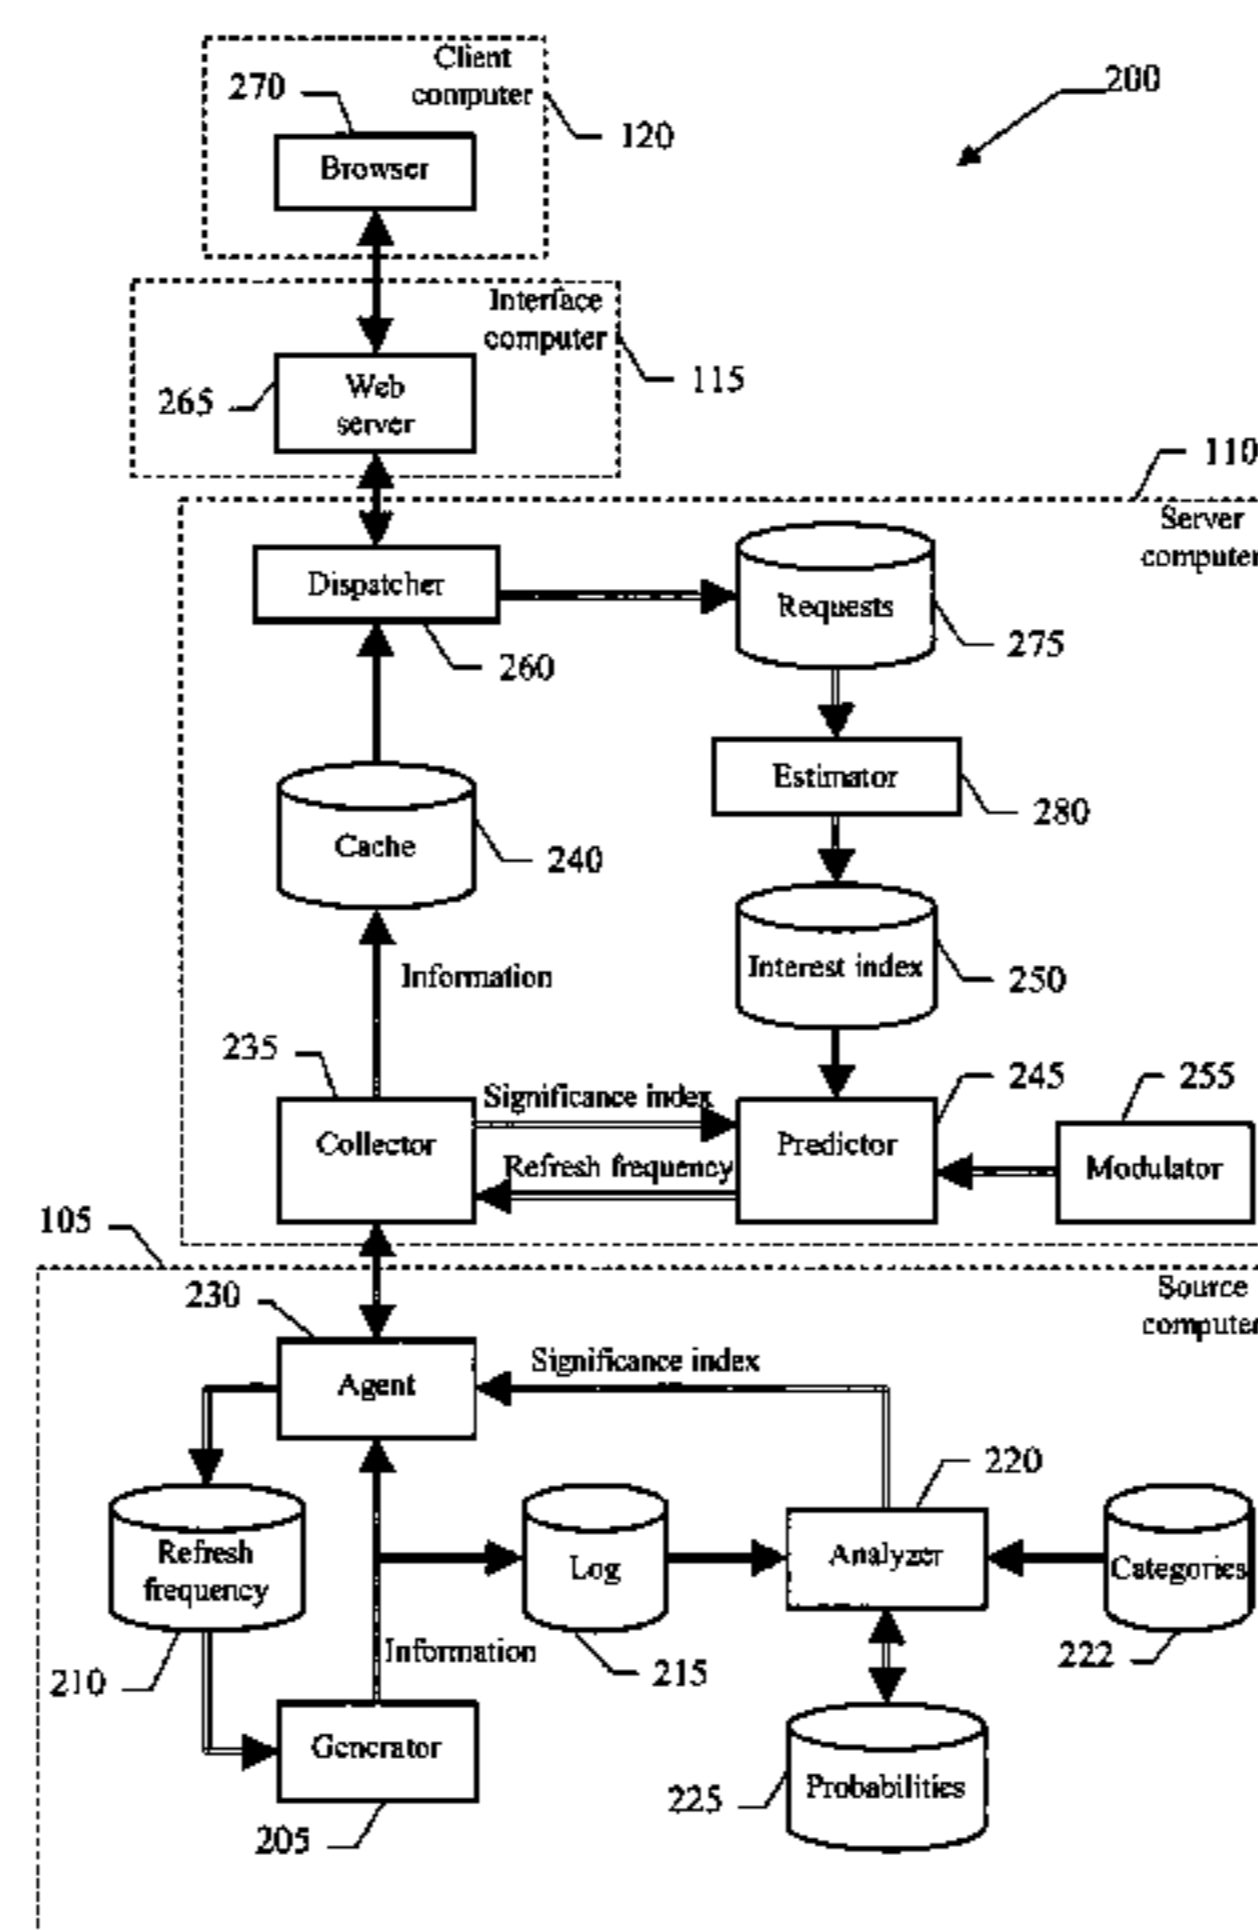 Client
computer
270
200
120
Browser
Interface
computer
265
Web
server
115
110
Server
computer
Dispatcher
Requests
260
275
Estimator
280
Cache
240
Interest index
250
Information
235
Significance index
245
255
Collector
Predictor
Modulator
Refresh frequency
105
Source
computer
230
Agent
Significance index
220
Refresh
frequency
Log
Analyzer
Categories
210
Information
215
222
Generator
225
Probabilities
205